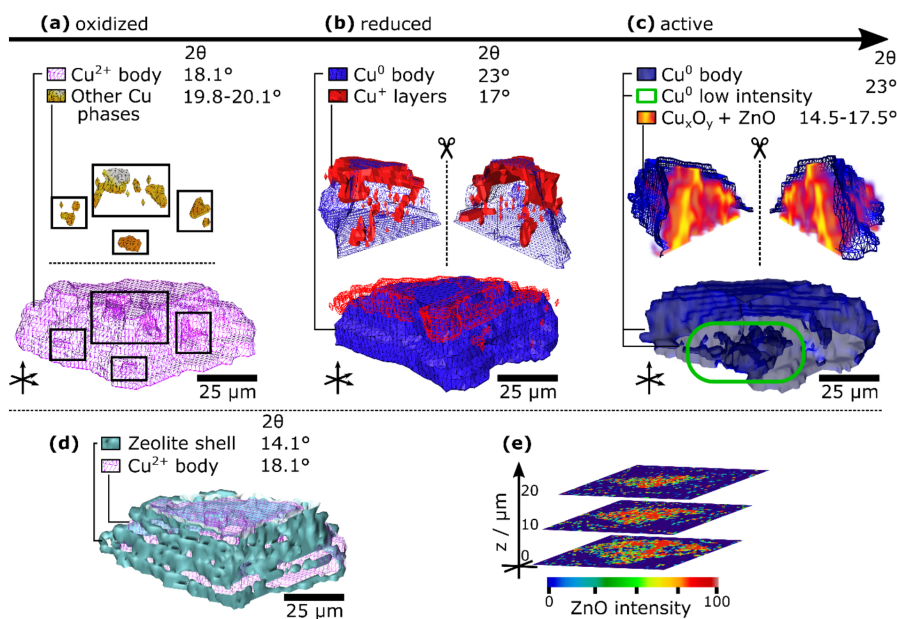 (a) oxidized
2θ
Cu²⁺ body 18.1°
Other Cu phases 19.8-20.1°
25 µm
(b) reduced
2θ
Cu⁰ body 23°
Cu⁺ layers 17°
25 µm
(c) active
2θ
Cu⁰ body 23°
Cu⁰ low intensity
CuₓOᵧ + ZnO 14.5-17.5°
25 µm
(d)
2θ
Zeolite shell 14.1°
Cu²⁺ body 18.1°
25 µm
(e)
z / µm
20
10
0
0 100
ZnO intensity